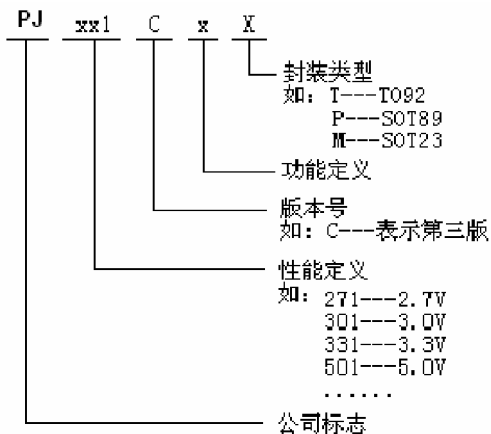 PJ xx1 C x X
封装类型
如: T---TO92
P---SOT89
M---SOT23
功能定义
版本号
如: C---表示第三版
性能定义
如: 271---2.7V
301---3.0V
331---3.3V
501---5.0V
......
公司标志